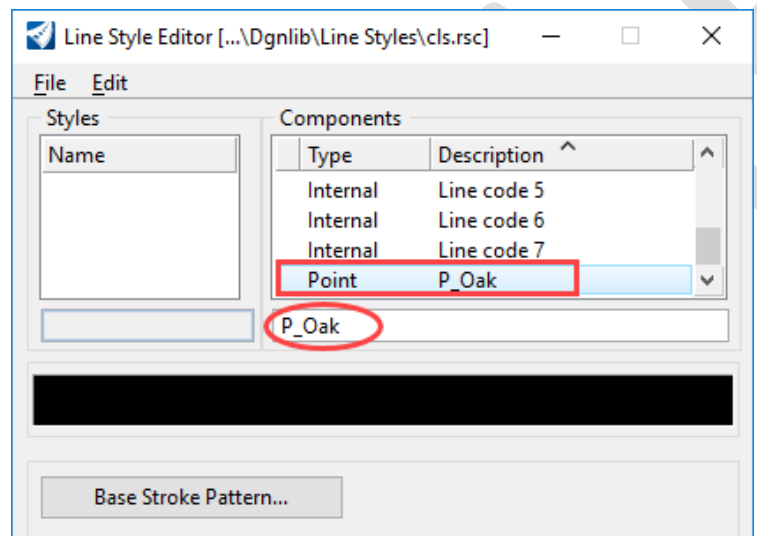 Line Style Editor [...\Dgnlib\Line Styles\cls.rsc]
File Edit
Styles Components
Name Type Description
Internal Line code 5
Internal Line code 6
Internal Line code 7
Point P_Oak
P_Oak
Base Stroke Pattern...